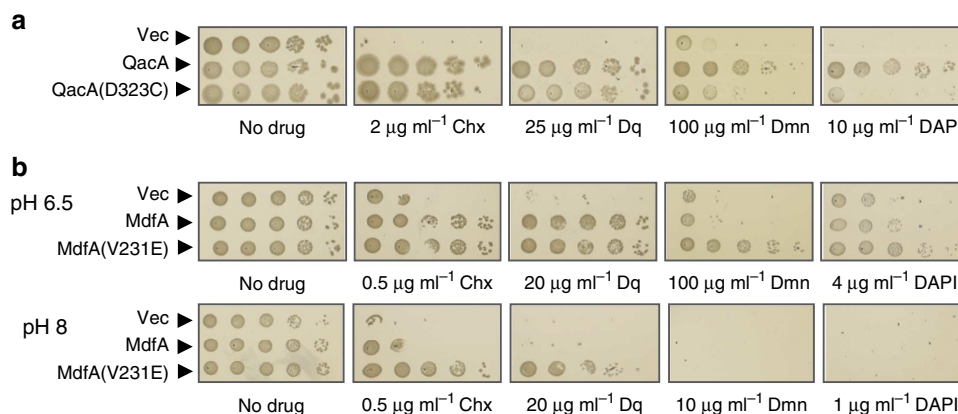 a
Vec
QacA
QacA(D323C)
No drug
2 µg ml⁻¹ Chx
25 µg ml⁻¹ Dq
100 µg ml⁻¹ Dmn
10 µg ml⁻¹ DAPI
b
pH 6.5
Vec
MdfA
MdfA(V231E)
No drug
0.5 µg ml⁻¹ Chx
20 µg ml⁻¹ Dq
100 µg ml⁻¹ Dmn
4 µg ml⁻¹ DAPI
pH 8
Vec
MdfA
MdfA(V231E)
No drug
0.5 µg ml⁻¹ Chx
20 µg ml⁻¹ Dq
10 µg ml⁻¹ Dmn
1 µg ml⁻¹ DAPI